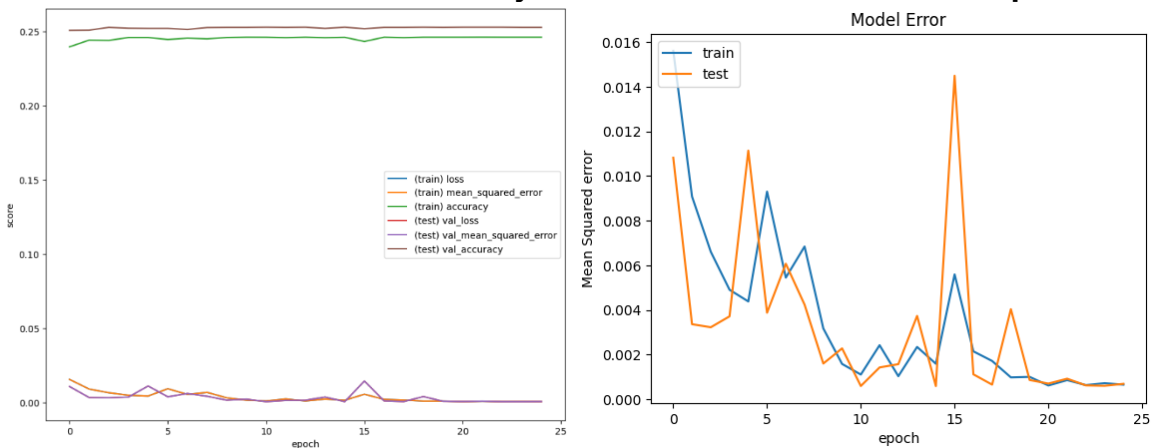 0.25
0.20
0.15
0.10
0.05
0.00
score
0
5
10
15
20
25
epoch
(train) loss
(train) mean_squared_error
(train) accuracy
(test) val_loss
(test) val_mean_squared_error
(test) val_accuracy
Model Error
0.016
0.014
0.012
0.010
0.008
0.006
0.004
0.002
0.000
Mean Squared error
train
test
0
5
10
15
20
25
epoch